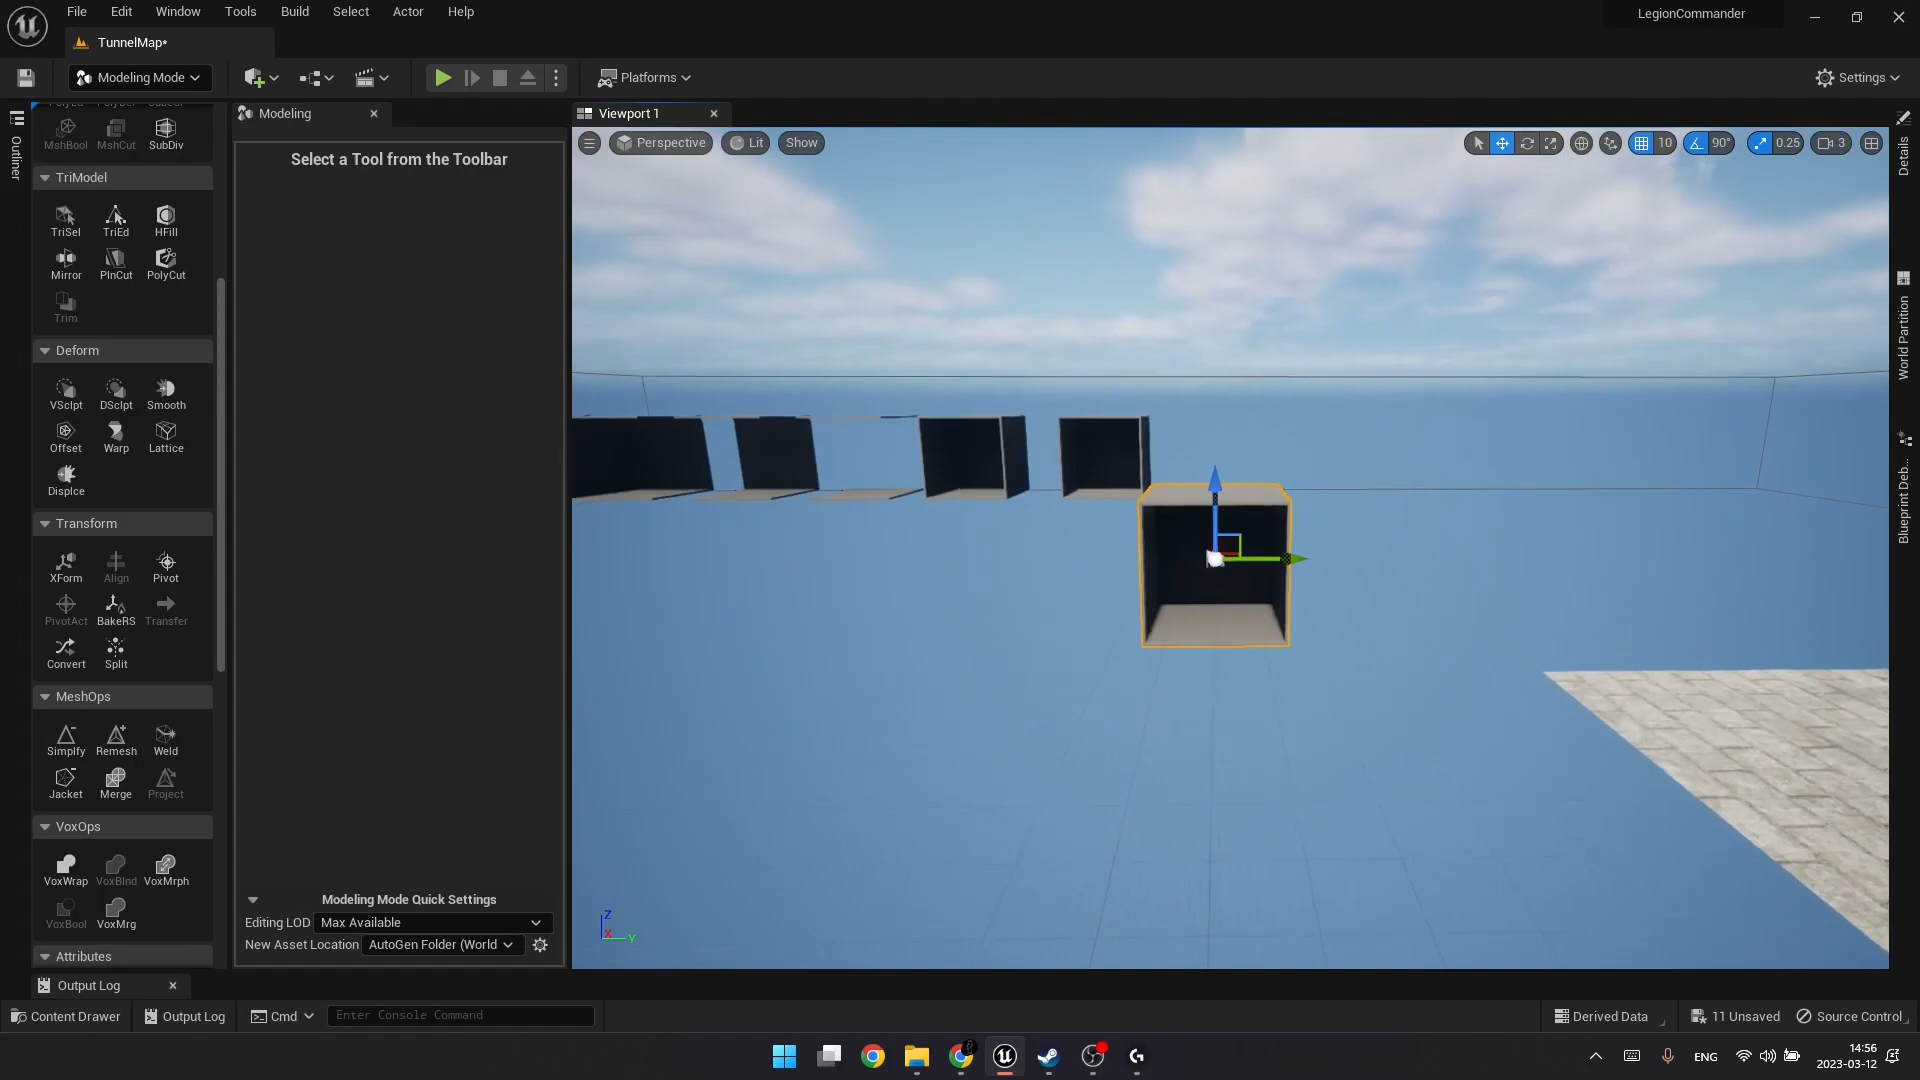 File Edit Window Tools Build Select Actor Help
LegionCommander
TunnelMap*
Modeling Mode
Platforms
Settings
Outliner
MshBool MshCut SubDiv
TriModel
TriSel TriEd HFill
Mirror PlnCut PolyCut
Trim
Deform
VSclpt DSclpt Smooth
Offset Warp Lattice
Displce
Transform
XForm Align Pivot
PivotAct BakeRS Transfer
Convert Split
MeshOps
Simplfy Remesh Weld
Jacket Merge Project
VoxOps
VoxWrap VoxBlnd VoxMrph
VoxBool VoxMrg
Attributes
Modeling
Select a Tool from the Toolbar
Modeling Mode Quick Settings
Editing LOD Max Available
New Asset Location AutoGen Folder (World
Viewport 1
Perspective Lit Show
10 90° 0.25 3
Z
X
Y
Details
World Partition
Blueprint Deb...
Output Log
Content Drawer Output Log Cmd Enter Console Command
Derived Data 11 Unsaved Source Control
ENG
14:56
2023-03-12